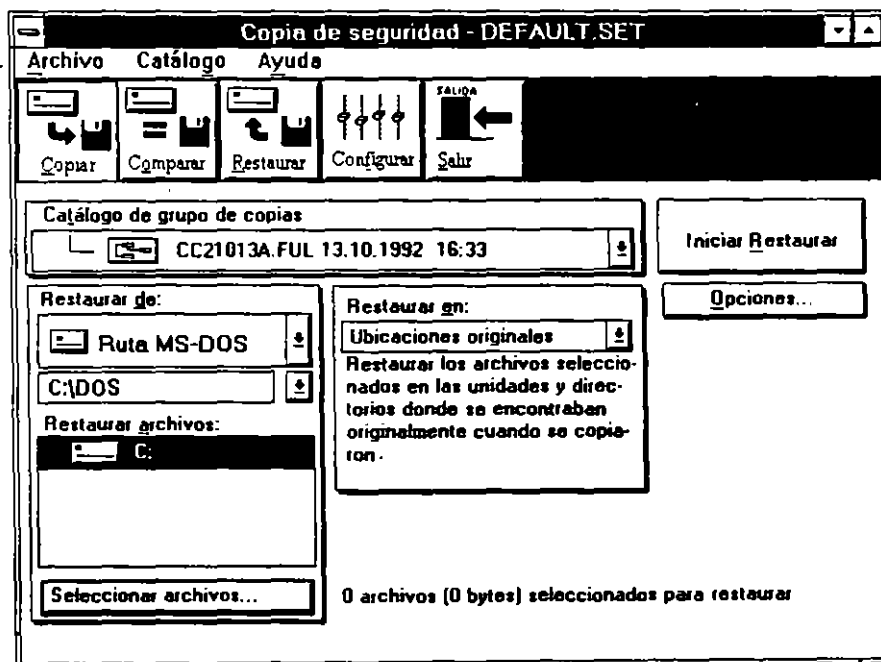 Copia de seguridad - DEFAULT.SET
Archivo Catálogo Ayuda
SALIDA
Copiar Comparar Restaurar Configurar Salir
Catálogo de grupo de copias
CC21013A.FUL 13.10.1992 16:33
Iniciar Restaurar
Opciones...
Restaurar de:
Ruta MS-DOS
C:\DOS
Restaurar archivos:
C:
Seleccionar archivos...
Restaurar en:
Ubicaciones originales
Restaurar los archivos seleccio-
nados en las unidades y direc-
torios donde se encontraban
originalmente cuando se copia-
ron.
0 archivos (0 bytes) seleccionados para restaurar